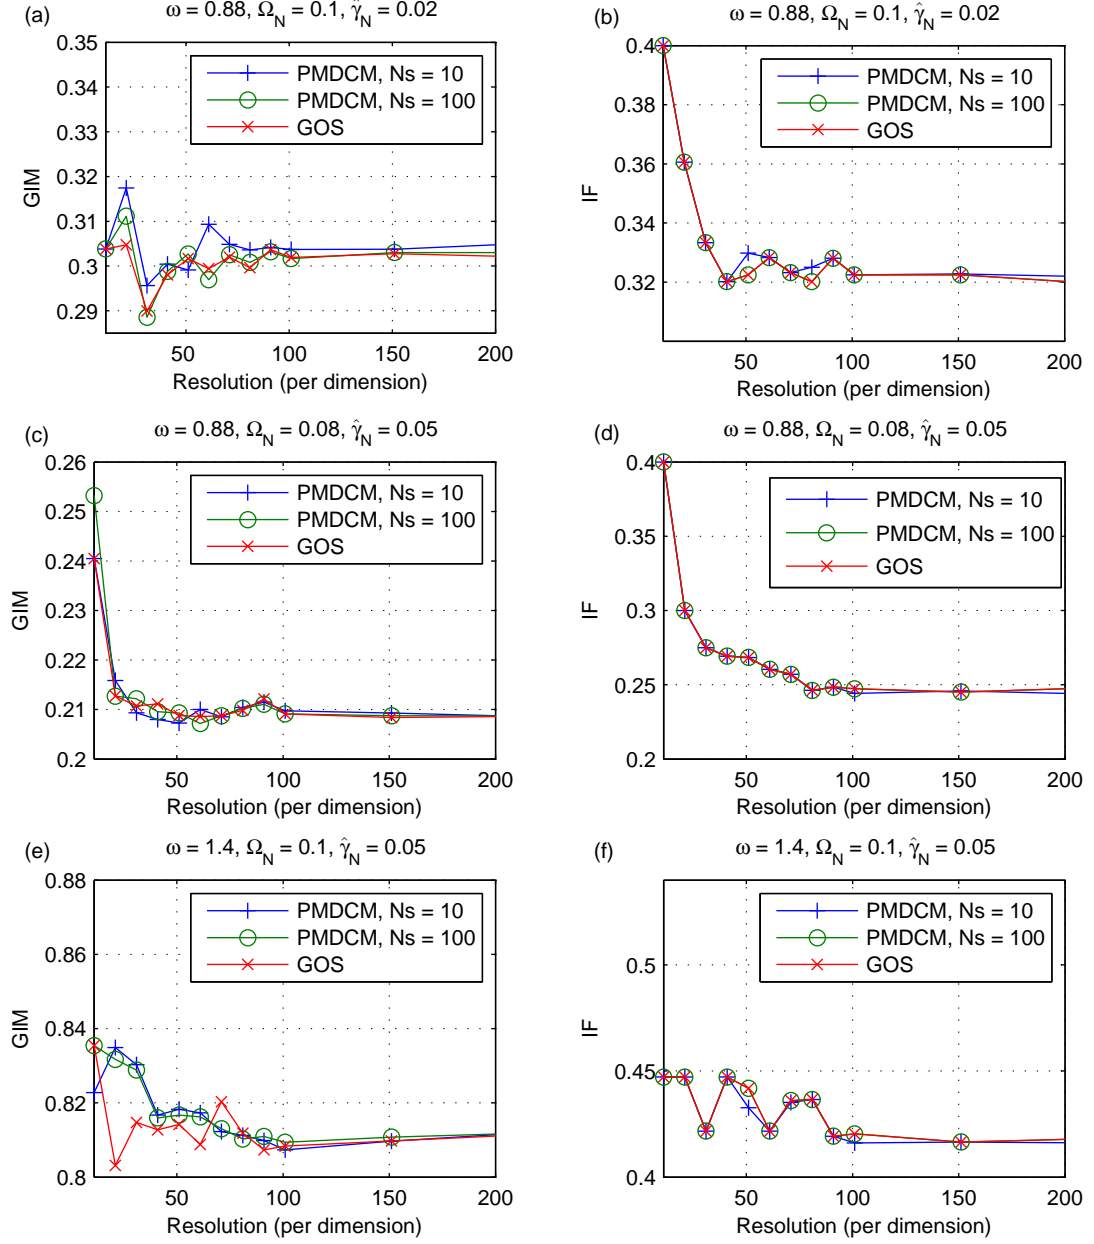 (a)
ω = 0.88, Ω_N = 0.1, γ̂_N = 0.02
0.35
0.34
0.33
0.32
0.31
0.3
0.29
GIM
PMDCM, Ns = 10
PMDCM, Ns = 100
GOS
50 100 150 200
Resolution (per dimension)
(b)
ω = 0.88, Ω_N = 0.1, γ̂_N = 0.02
0.4
0.38
0.36
0.34
0.32
IF
PMDCM, Ns = 10
PMDCM, Ns = 100
GOS
50 100 150 200
Resolution (per dimension)
(c)
ω = 0.88, Ω_N = 0.08, γ̂_N = 0.05
0.26
0.25
0.24
0.23
0.22
0.21
0.2
GIM
PMDCM, Ns = 10
PMDCM, Ns = 100
GOS
50 100 150 200
Resolution (per dimension)
(d)
ω = 0.88, Ω_N = 0.08, γ̂_N = 0.05
0.4
0.35
0.3
0.25
0.2
IF
PMDCM, Ns = 10
PMDCM, Ns = 100
GOS
50 100 150 200
Resolution (per dimension)
(e)
ω = 1.4, Ω_N = 0.1, γ̂_N = 0.05
0.88
0.86
0.84
0.82
0.8
GIM
PMDCM, Ns = 10
PMDCM, Ns = 100
GOS
50 100 150 200
Resolution (per dimension)
(f)
ω = 1.4, Ω_N = 0.1, γ̂_N = 0.05
0.5
0.45
0.4
IF
PMDCM, Ns = 10
PMDCM, Ns = 100
GOS
50 100 150 200
Resolution (per dimension)